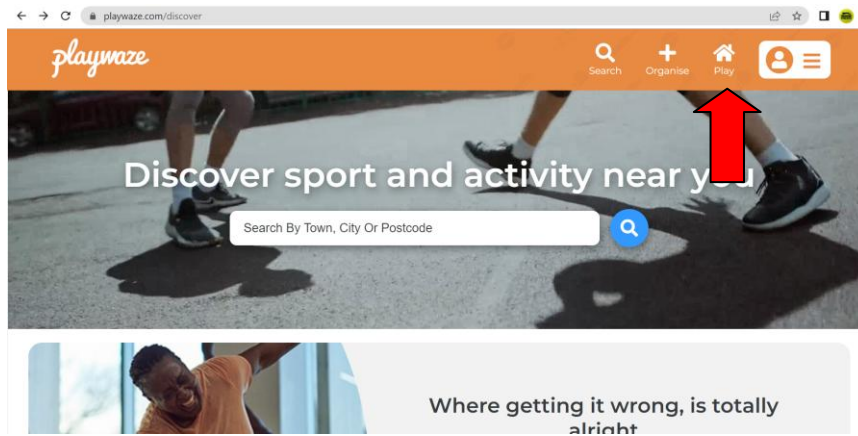 playwaze.com/discover
playwaze
Search Organise Play
Discover sport and activity near you
Search By Town, City Or Postcode
Where getting it wrong, is totally
alright